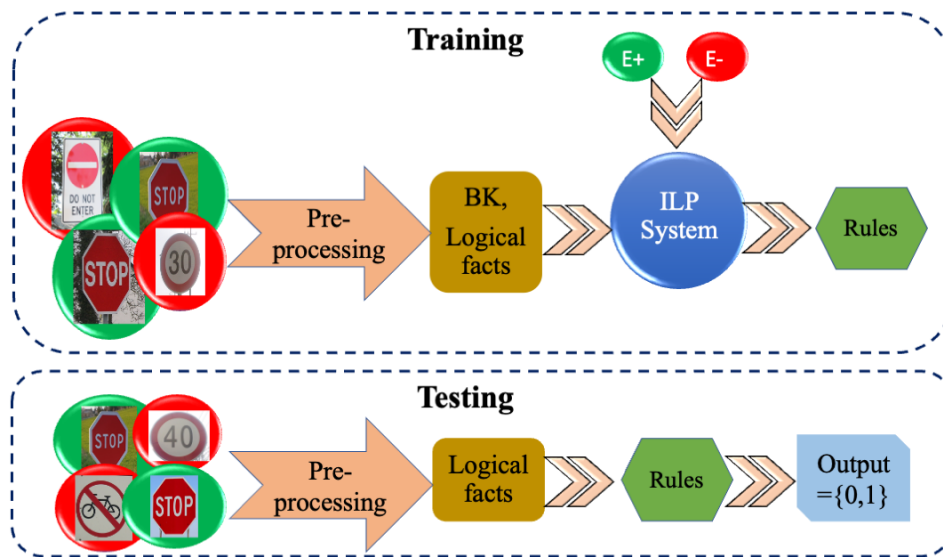 Training
E+
E-
DO NOT
ENTER
STOP
STOP
30
Pre-
processing
BK,
Logical
facts
ILP
System
Rules
Testing
STOP
40
STOP
Pre-
processing
Logical
facts
Rules
Output
={0,1}